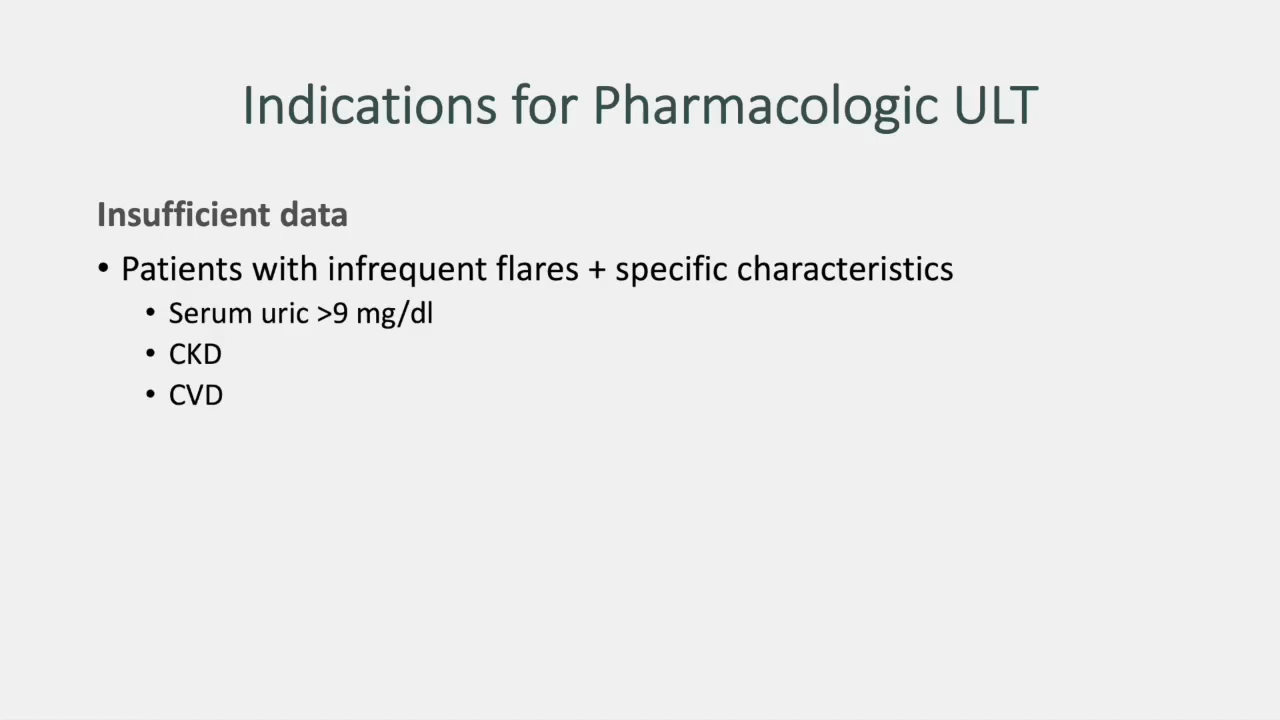 Indications for Pharmacologic ULT
Insufficient data
• Patients with infrequent flares + specific characteristics
• Serum uric >9 mg/dl
• CKD
• CVD